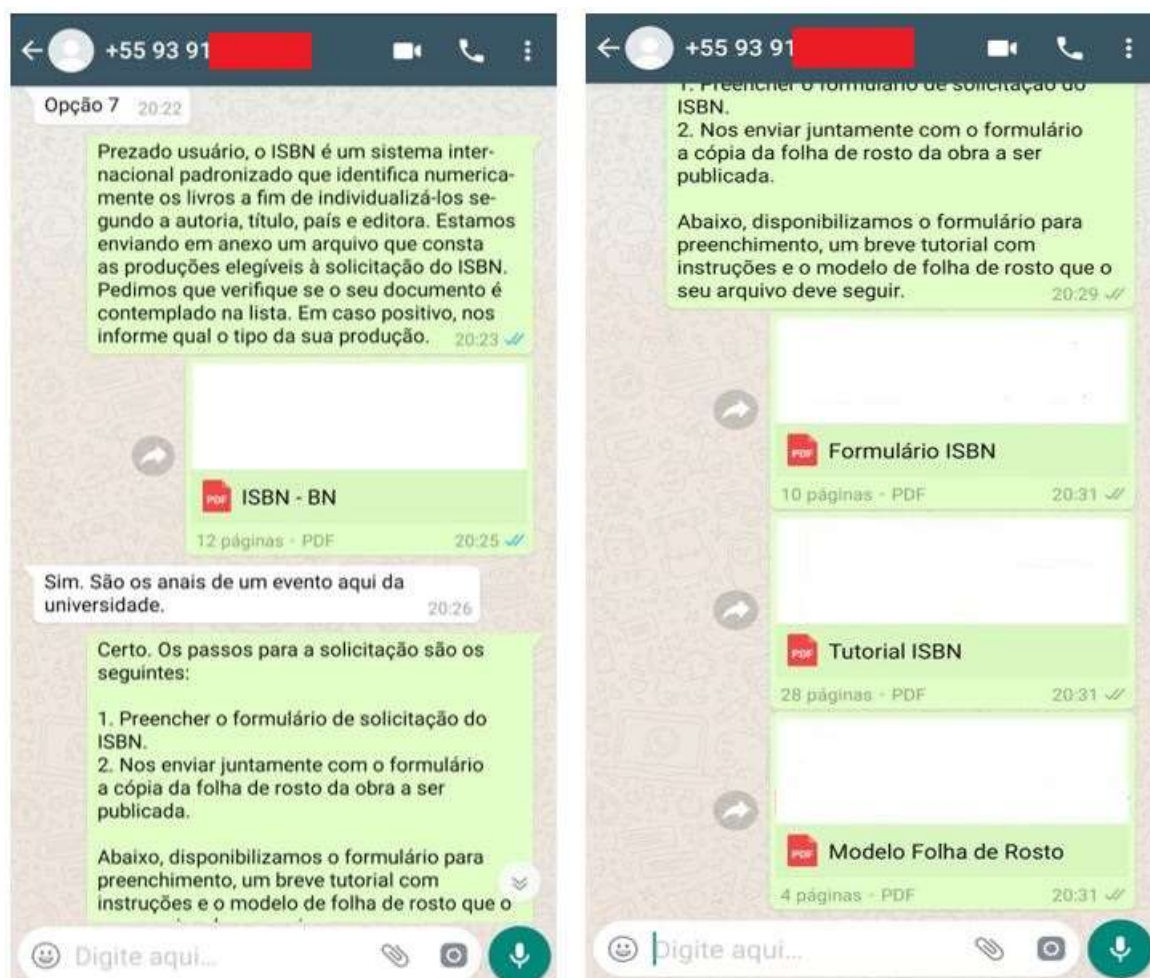 +55 93 91
Opção 7 20:22
Prezado usuário, o ISBN é um sistema inter-
nacional padronizado que identifica numerica-
mente os livros a fim de individualizá-los se-
gundo a autoria, título, país e editora. Estamos
enviando em anexo um arquivo que consta
as produções elegíveis à solicitação do ISBN.
Pedimos que verifique se o seu documento é
contemplado na lista. Em caso positivo, nos
informe qual o tipo da sua produção. 20:23
PDF ISBN - BN
12 páginas - PDF 20:25
Sim. São os anais de um evento aqui da
universidade. 20:26
Certo. Os passos para a solicitação são os
seguintes:
1. Preencher o formulário de solicitação do
ISBN.
2. Nos enviar juntamente com o formulário
a cópia da folha de rosto da obra a ser
publicada.
Abaixo, disponibilizamos o formulário para
preenchimento, um breve tutorial com
instruções e o modelo de folha de rosto que o
Digite aqui...
+55 93 91
1. Preencher o formulário de solicitação do
ISBN.
2. Nos enviar juntamente com o formulário
a cópia da folha de rosto da obra a ser
publicada.
Abaixo, disponibilizamos o formulário para
preenchimento, um breve tutorial com
instruções e o modelo de folha de rosto que o
seu arquivo deve seguir. 20:29
PDF Formulário ISBN
10 páginas - PDF 20:31
PDF Tutorial ISBN
28 páginas - PDF 20:31
PDF Modelo Folha de Rosto
4 páginas - PDF 20:31
Digite aqui...